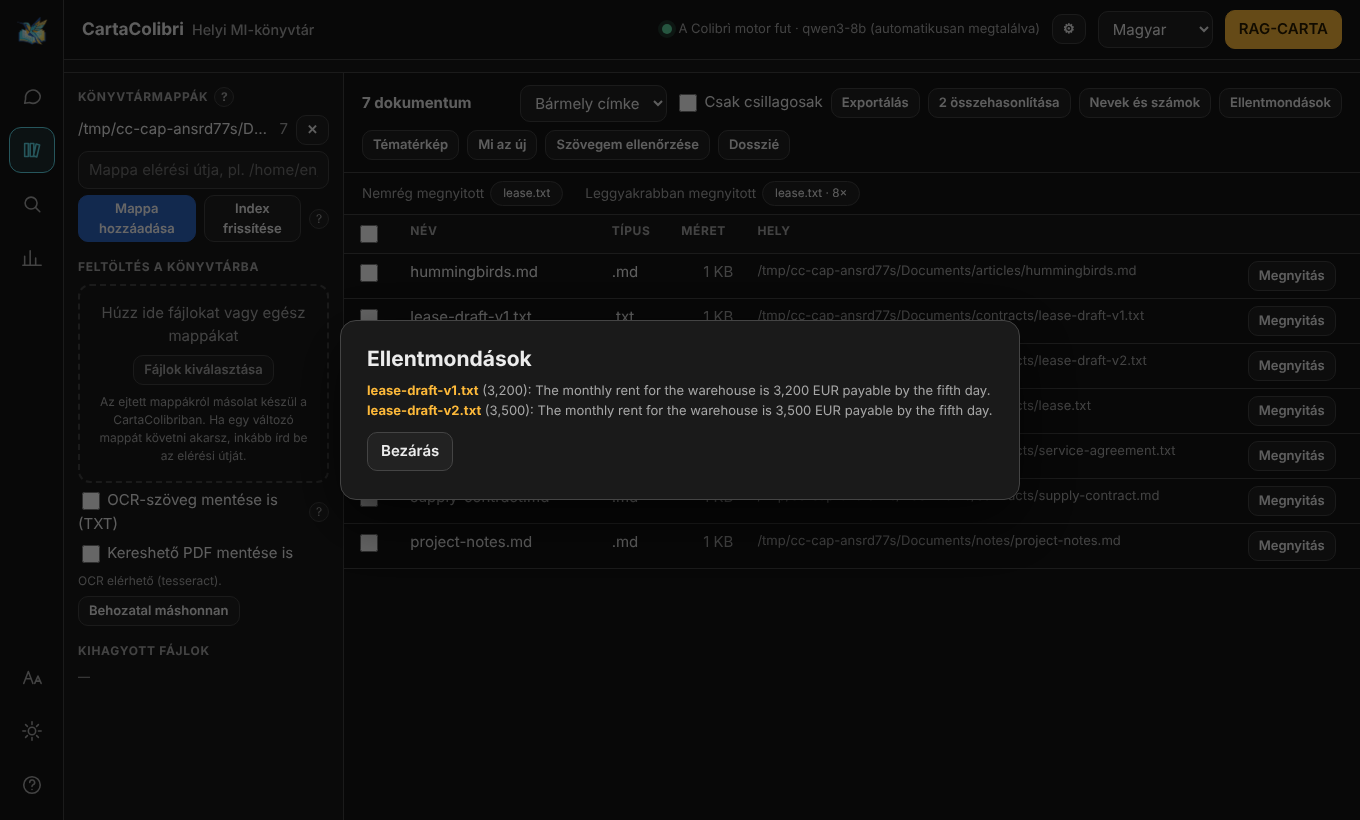 CartaColibri Helyi MI-könyvtár
A Colibrì motor fut · qwen3-8b (automatikusan megtalálva)
Magyar
RAG-CARTA
KÖNYVTÁRMAPPÁK ?
/tmp/cc-cap-ansrd77s/D... 7 ×
Mappa elérési útja, pl. /home/en
Mappa hozzáadása
Index frissítése
?
FELTÖLTÉS A KÖNYVTÁRBA
Húzz ide fájlokat vagy egész
mappákat
Fájlok kiválasztása
Az ejtett mappákról másolat készül a
CartaColibriban. Ha egy változó
mappát követni akarsz, inkább írd be
az elérési útját.
OCR-szöveg mentése is
(TXT)
?
Kereshető PDF mentése is
OCR elérhető (tesseract).
Behozatal máshonnan
KIHAGYOTT FÁJLOK
—
7 dokumentum
Bármely címke
Csak csillagosak
Exportálás
2 összehasonlítása
Nevek és számok
Ellentmondások
Tématérkép
Mi az új
Szövegem ellenőrzése
Dosszié
Nemrég megnyitott lease.txt Leggyakrabban megnyitott lease.txt · 8×
NÉV TÍPUS MÉRET HELY
hummingbirds.md .md 1 KB /tmp/cc-cap-ansrd77s/Documents/articles/hummingbirds.md Megnyitás
lease-draft-v1.txt .txt 1 KB /tmp/cc-cap-ansrd77s/Documents/contracts/lease-draft-v1.txt Megnyitás
cts/lease-draft-v2.txt Megnyitás
cts/lease.txt Megnyitás
cts/service-agreement.txt Megnyitás
supply-contract.md .md 1 KB cts/supply-contract.md Megnyitás
project-notes.md .md 1 KB /tmp/cc-cap-ansrd77s/Documents/notes/project-notes.md Megnyitás
Ellentmondások
lease-draft-v1.txt (3,200): The monthly rent for the warehouse is 3,200 EUR payable by the fifth day.
lease-draft-v2.txt (3,500): The monthly rent for the warehouse is 3,500 EUR payable by the fifth day.
Bezárás
AA
?